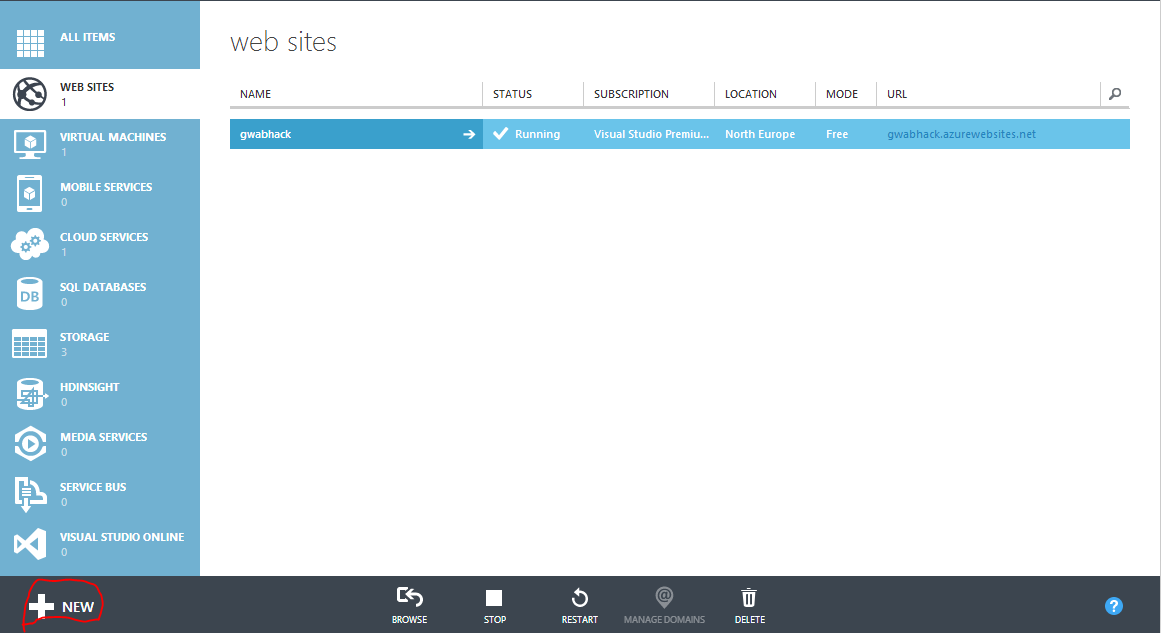 ALL ITEMS
WEB SITES
1
VIRTUAL MACHINES
1
MOBILE SERVICES
0
CLOUD SERVICES
1
SQL DATABASES
0
DB
STORAGE
3
HDINSIGHT
0
MEDIA SERVICES
0
SERVICE BUS
0
VISUAL STUDIO ONLINE
0
web sites
NAME STATUS SUBSCRIPTION LOCATION MODE URL
gwabhack Running Visual Studio Premiu... North Europe Free gwabhack.azurewebsites.net
NEW BROWSE STOP RESTART MANAGE DOMAINS DELETE ?